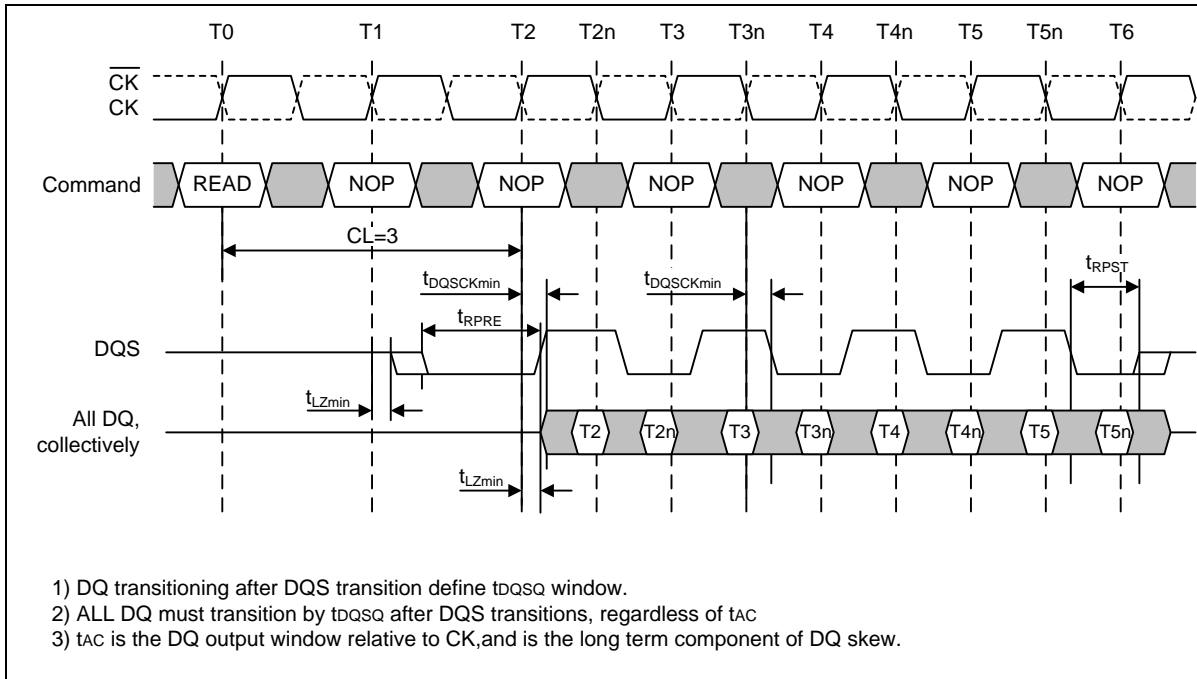 T0 T1 T2 T2n T3 T3n T4 T4n T5 T5n T6
CK
CK
Command READ NOP NOP NOP NOP NOP NOP
CL=3
tDQSCKmin tDQSCKmin tRPST
tRPRE
DQS
tLZmin
All DQ,
collectively
T2 T2n T3 T3n T4 T4n T5 T5n
tLZmin
1) DQ transitioning after DQS transition define tDQSQ window.
2) ALL DQ must transition by tDQSQ after DQS transitions, regardless of tAC
3) tAC is the DQ output window relative to CK,and is the long term component of DQ skew.